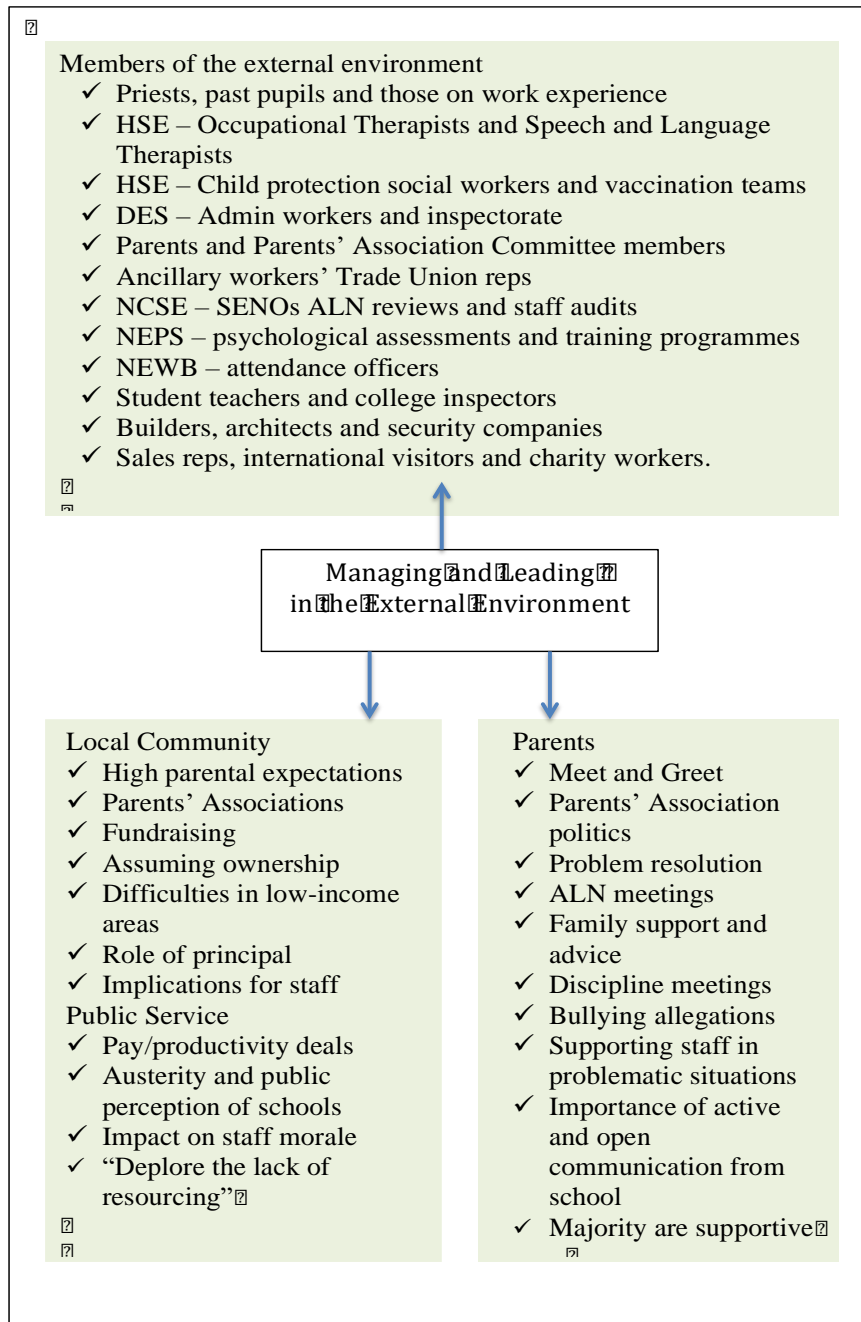 Members of the external environment
✓ Priests, past pupils and those on work experience
✓ HSE – Occupational Therapists and Speech and Language
Therapists
✓ HSE – Child protection social workers and vaccination teams
✓ DES – Admin workers and inspectorate
✓ Parents and Parents’ Association Committee members
✓ Ancillary workers’ Trade Union reps
✓ NCSE – SENOs ALN reviews and staff audits
✓ NEPS – psychological assessments and training programmes
✓ NEWB – attendance officers
✓ Student teachers and college inspectors
✓ Builders, architects and security companies
✓ Sales reps, international visitors and charity workers.
Managing and Leading
in the External Environment
Local Community
✓ High parental expectations
✓ Parents’ Associations
✓ Fundraising
✓ Assuming ownership
✓ Difficulties in low-income
areas
✓ Role of principal
✓ Implications for staff
Public Service
✓ Pay/productivity deals
✓ Austerity and public
perception of schools
✓ Impact on staff morale
✓ “Deplore the lack of
resourcing”
Parents
✓ Meet and Greet
✓ Parents’ Association
politics
✓ Problem resolution
✓ ALN meetings
✓ Family support and
advice
✓ Discipline meetings
✓ Bullying allegations
✓ Supporting staff in
problematic situations
✓ Importance of active
and open
communication from
school
✓ Majority are supportive